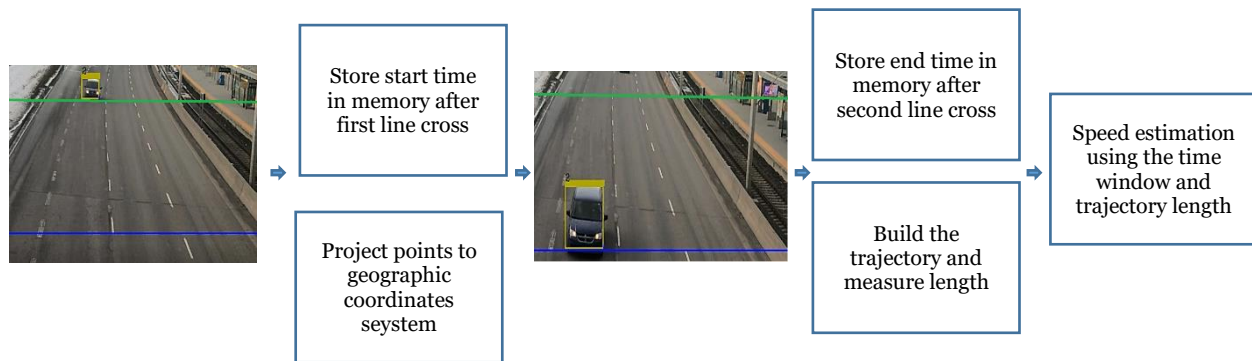 Store start time
in memory after
first line cross
Project points to
geographic
coordinates
seystem
2
Store end time in
memory after
second line cross
Build the
trajectory and
measure length
Speed estimation
using the time
window and
trajectory length